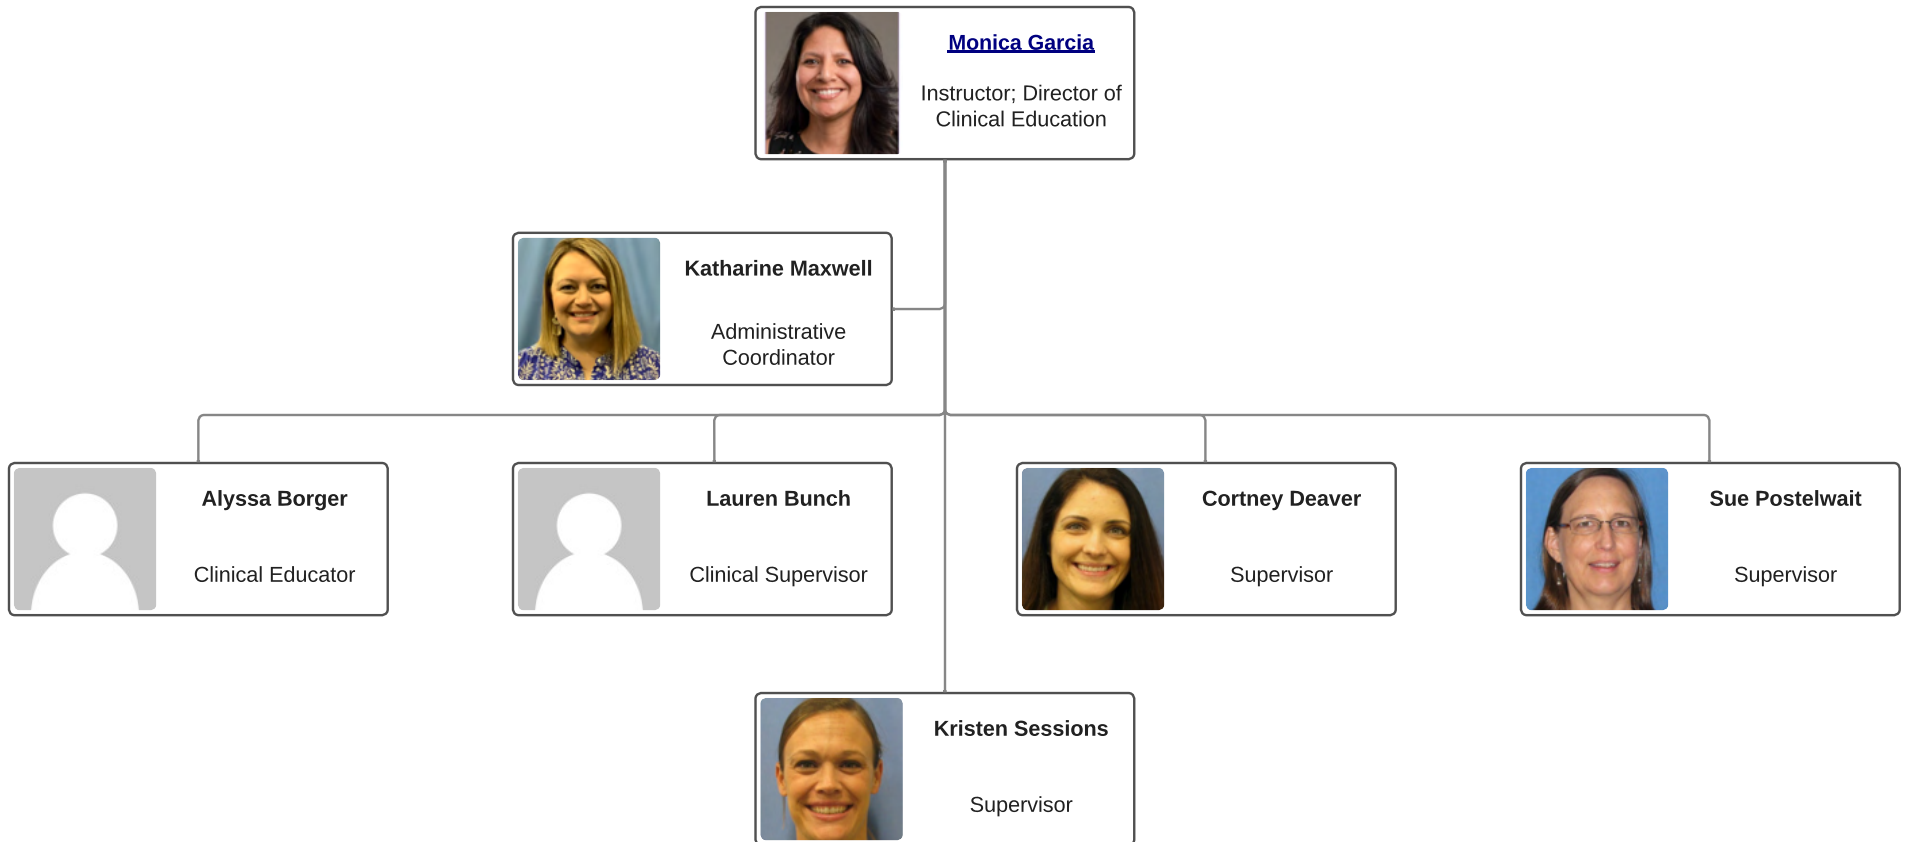 Monica Garcia
Instructor; Director of
Clinical Education
Katharine Maxwell
Administrative
Coordinator
Alyssa Borger
Clinical Educator
Lauren Bunch
Clinical Supervisor
Cortney Deaver
Supervisor
Sue Postelwait
Supervisor
Kristen Sessions
Supervisor